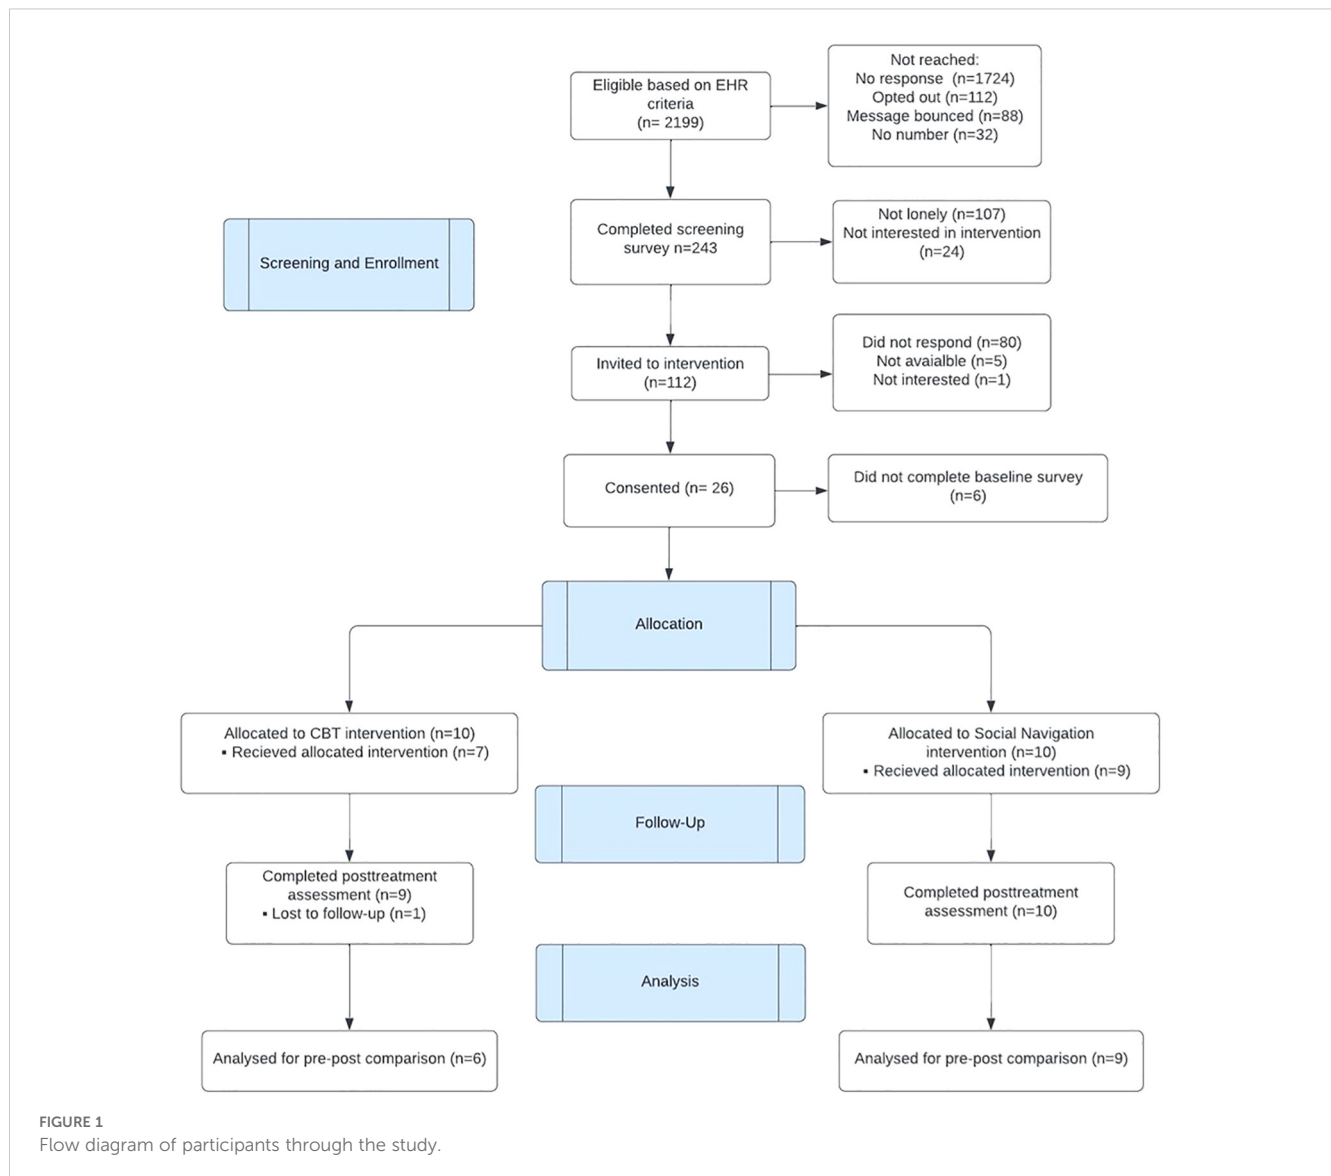 Eligible based on EHR
criteria
(n= 2199)
Not reached:
No response (n=1724)
Opted out (n=112)
Message bounced (n=88)
No number (n=32)
Completed screening
survey n=243
Not lonely (n=107)
Not interested in intervention
(n=24)
Screening and Enrollment
Invited to intervention
(n=112)
Did not respond (n=80)
Not avaialble (n=5)
Not interested (n=1)
Consented (n= 26)
Did not complete baseline survey
(n=6)
Allocation
Allocated to CBT intervention (n=10)
▪ Recieved allocated intervention (n=7)
Allocated to Social Navigation
intervention (n=10)
▪ Recieved allocated intervention (n=9)
Follow-Up
Completed posttreatment
assessment (n=9)
▪ Lost to follow-up (n=1)
Completed posttreatment
assessment (n=10)
Analysis
Analysed for pre-post comparison (n=6)
Analysed for pre-post comparison (n=9)
FIGURE 1
Flow diagram of participants through the study.